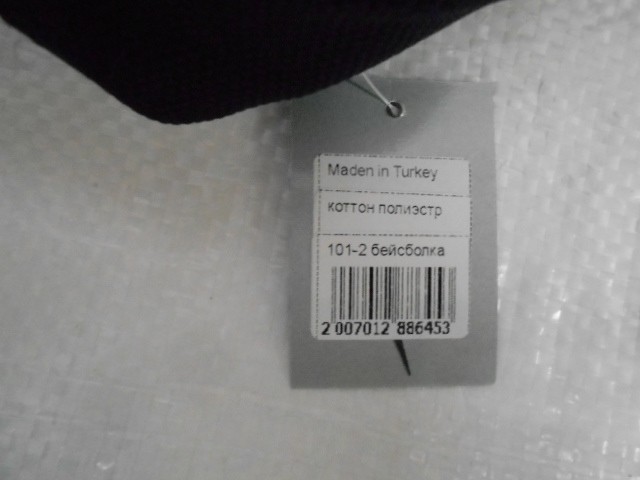 Maden in Turkey
коттон полиэстр
101-2 бейсболка
2 007012 886453